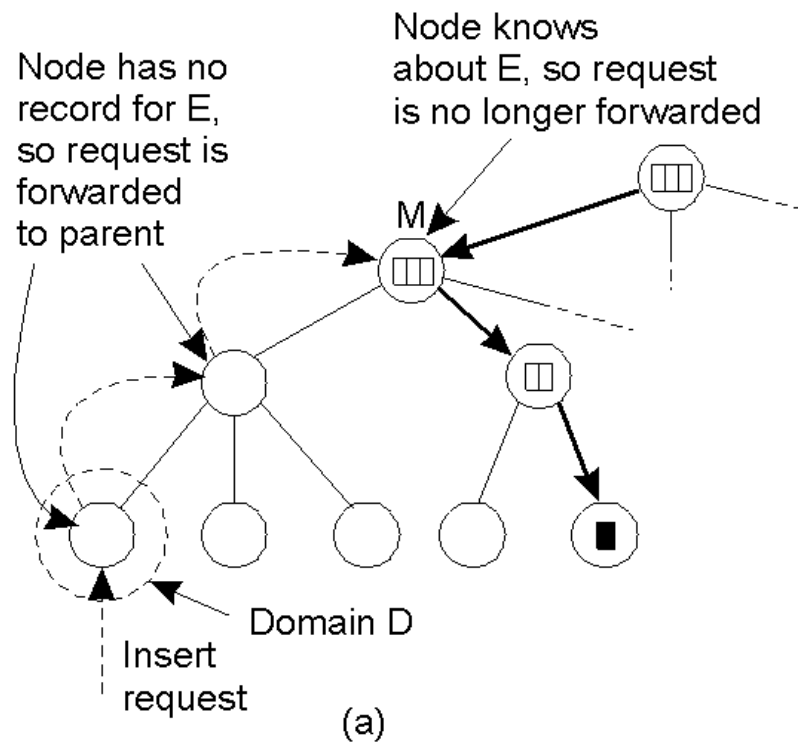 Node has no
record for E,
so request is
forwarded
to parent
Node knows
about E, so request
is no longer forwarded
M
Domain D
Insert
request
(a)